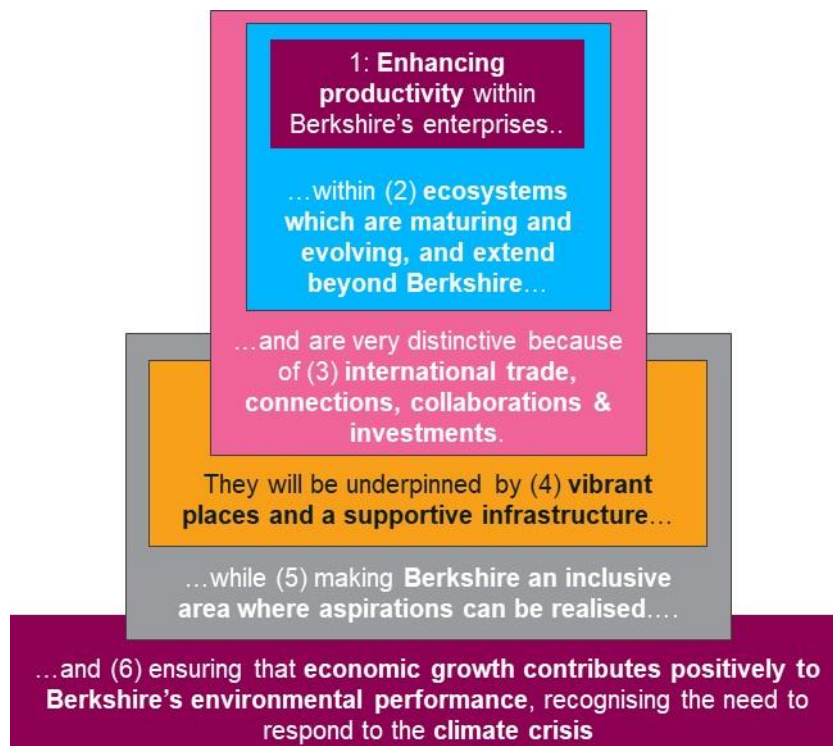 1: Enhancing
productivity within
Berkshire's enterprises..
…within (2) ecosystems
which are maturing and
evolving, and extend
beyond Berkshire…
…and are very distinctive because
of (3) international trade,
connections, collaborations &
investments.
They will be underpinned by (4) vibrant
places and a supportive infrastructure…
…while (5) making Berkshire an inclusive
area where aspirations can be realised….
…and (6) ensuring that economic growth contributes positively to
Berkshire's environmental performance, recognising the need to
respond to the climate crisis